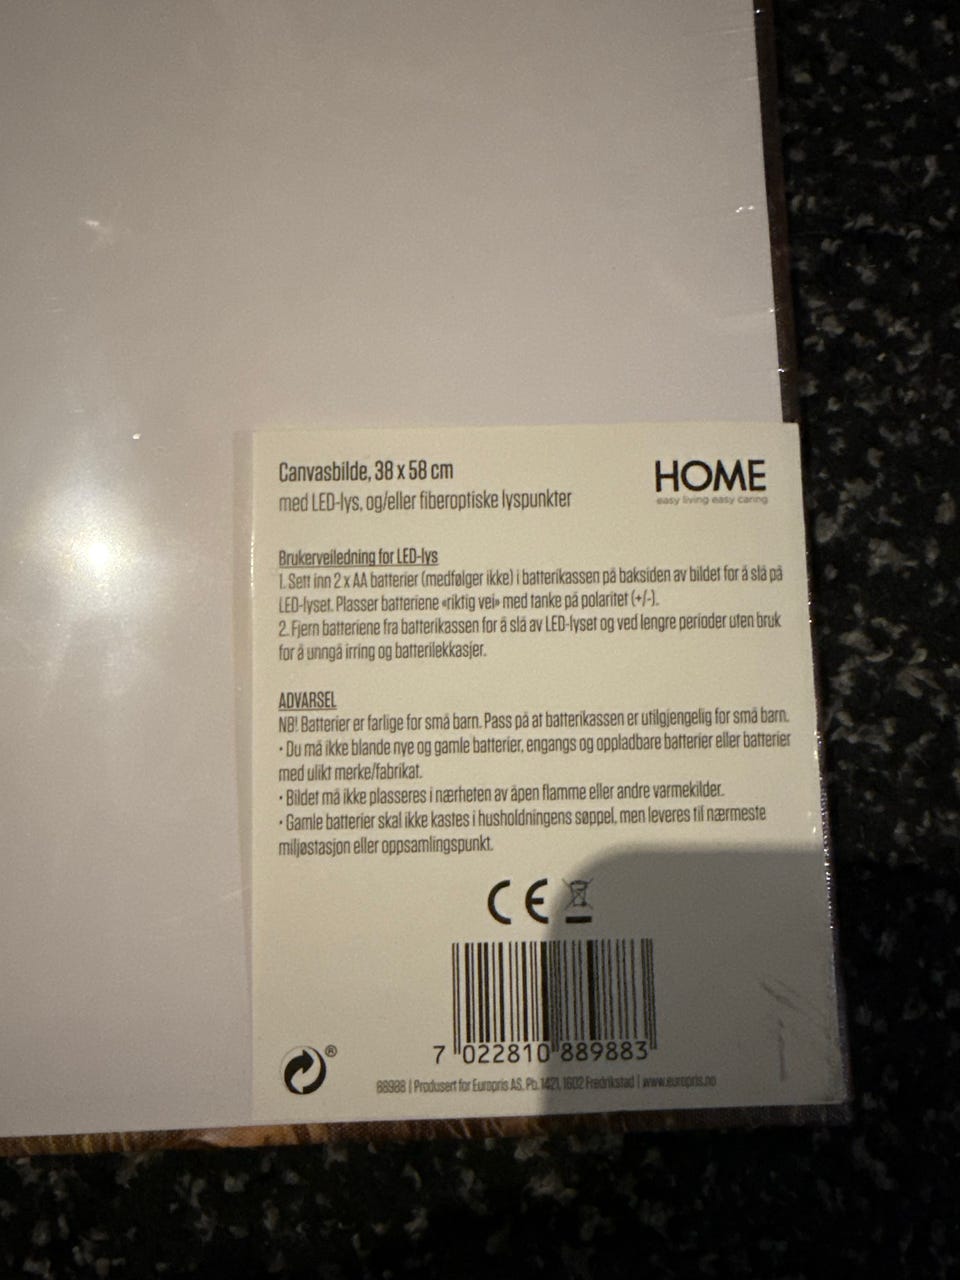 Canvasbilde, 38 x 58 cm
med LED-lys, og/eller fiberoptiske lyspunkter
HOME
easy living easy caring
Brukerveiledning for LED-lys
1. Sett inn 2 x AA batterier (medfølger ikke) i batterikassen på baksiden av bildet for å slå på
LED-lyset. Plasser batteriene «riktig vei» med tanke på polaritet (+/-).
2. Fjern batteriene fra batterikassen for å slå av LED-lyset og ved lengre perioder uten bruk
for å unngå irring og batterilekkasjer.
ADVARSEL
NB! Batterier er farlige for små barn. Pass på at batterikassen er utilgjengelig for små barn.
• Du må ikke blande nye og gamle batterier, engangs og oppladbare batterier eller batterier
med ulikt merke/fabrikat.
• Bildet må ikke plasseres i nærheten av åpen flamme eller andre varmekilder.
• Gamle batterier skal ikke kastes i husholdningens søppel, men leveres til nærmeste
miljøstasjon eller oppsamlingspunkt.
CE
7 022810 889883
®
88988 | Produsert for Europris AS, Pb. 1421, 1602 Fredrikstad | www.europris.no